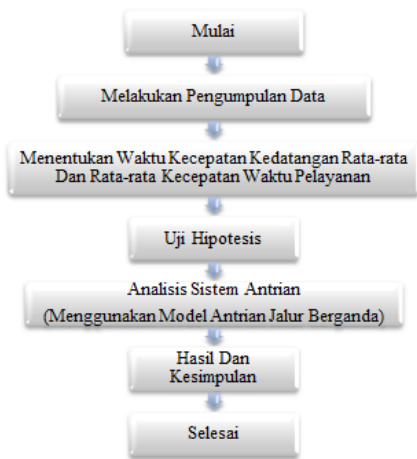 Mulai
Melakukan Pengumpulan Data
Menentukan Waktu Kecepatan Kedatangan Rata-rata
Dan Rata-rata Kecepatan Waktu Pelayanan
Uji Hipotesis
Analisis Sistem Antrian
(Menggunakan Model Antrian Jalur Berganda)
Hasil Dan
Kesimpulan
Selesai